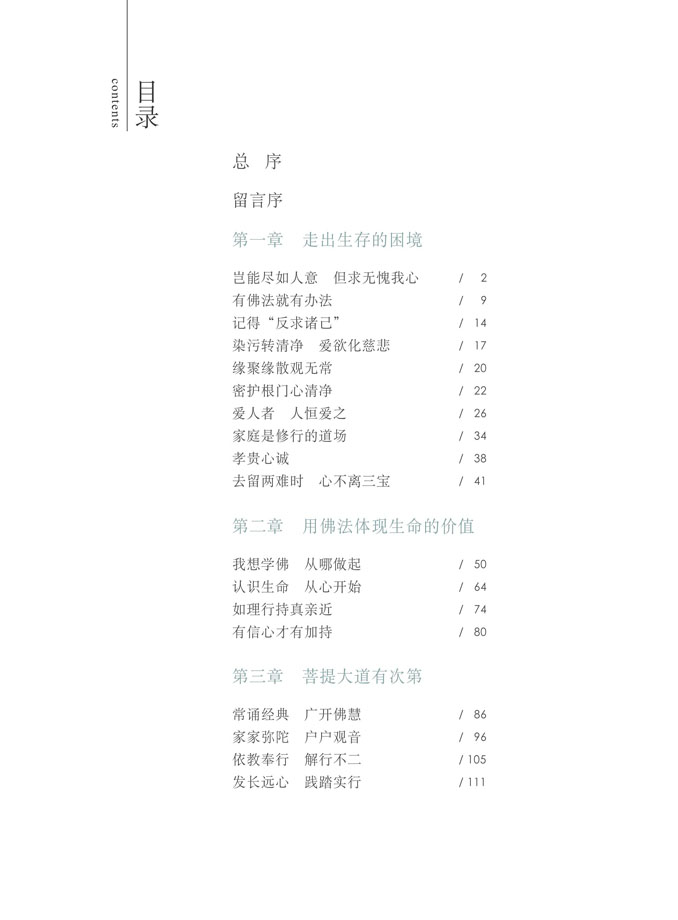 目录
contents
总 序
留言序
第一章 走出生存的困境
岂能尽如人意 但求无愧我心 / 2
有佛法就有办法 / 9
记得“反求诸己” / 14
染污转清净 爱欲化慈悲 / 17
缘聚缘散观无常 / 20
密护根门心清净 / 22
爱人者 人恒爱之 / 26
家庭是修行的道场 / 34
孝贵心诚 / 38
去留两难时 心不离三宝 / 41
第二章 用佛法体现生命的价值
我想学佛 从哪做起 / 50
认识生命 从心开始 / 64
如理行持真亲近 / 74
有信心才有加持 / 80
第三章 菩提大道有次第
常诵经典 广开佛慧 / 86
家家弥陀 户户观音 / 96
依教奉行 解行不二 / 105
发长远心 践踏实行 / 111